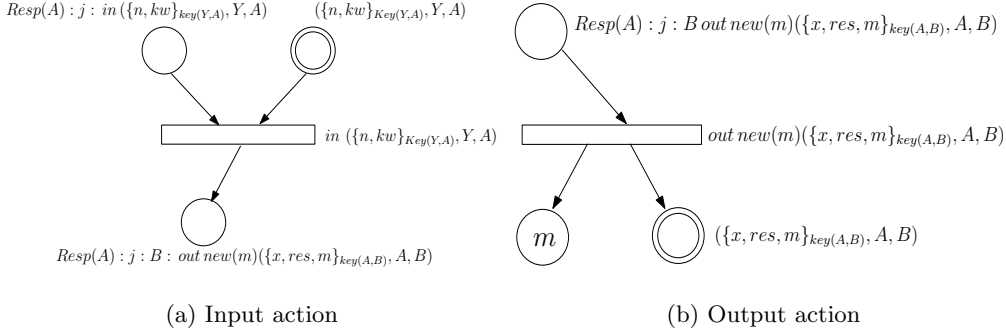 Resp(A) : j : in ({n, kw}key(Y,A), Y, A)
({n, kw}Key(Y,A), Y, A)
in ({n, kw}Key(Y,A), Y, A)
Resp(A) : j : B : out new(m)({x, res, m}key(A,B), A, B)
(a) Input action
Resp(A) : j : B out new(m)({x, res, m}key(A,B), A, B)
out new(m)({x, res, m}key(A,B), A, B)
m
({x, res, m}key(A,B), A, B)
(b) Output action